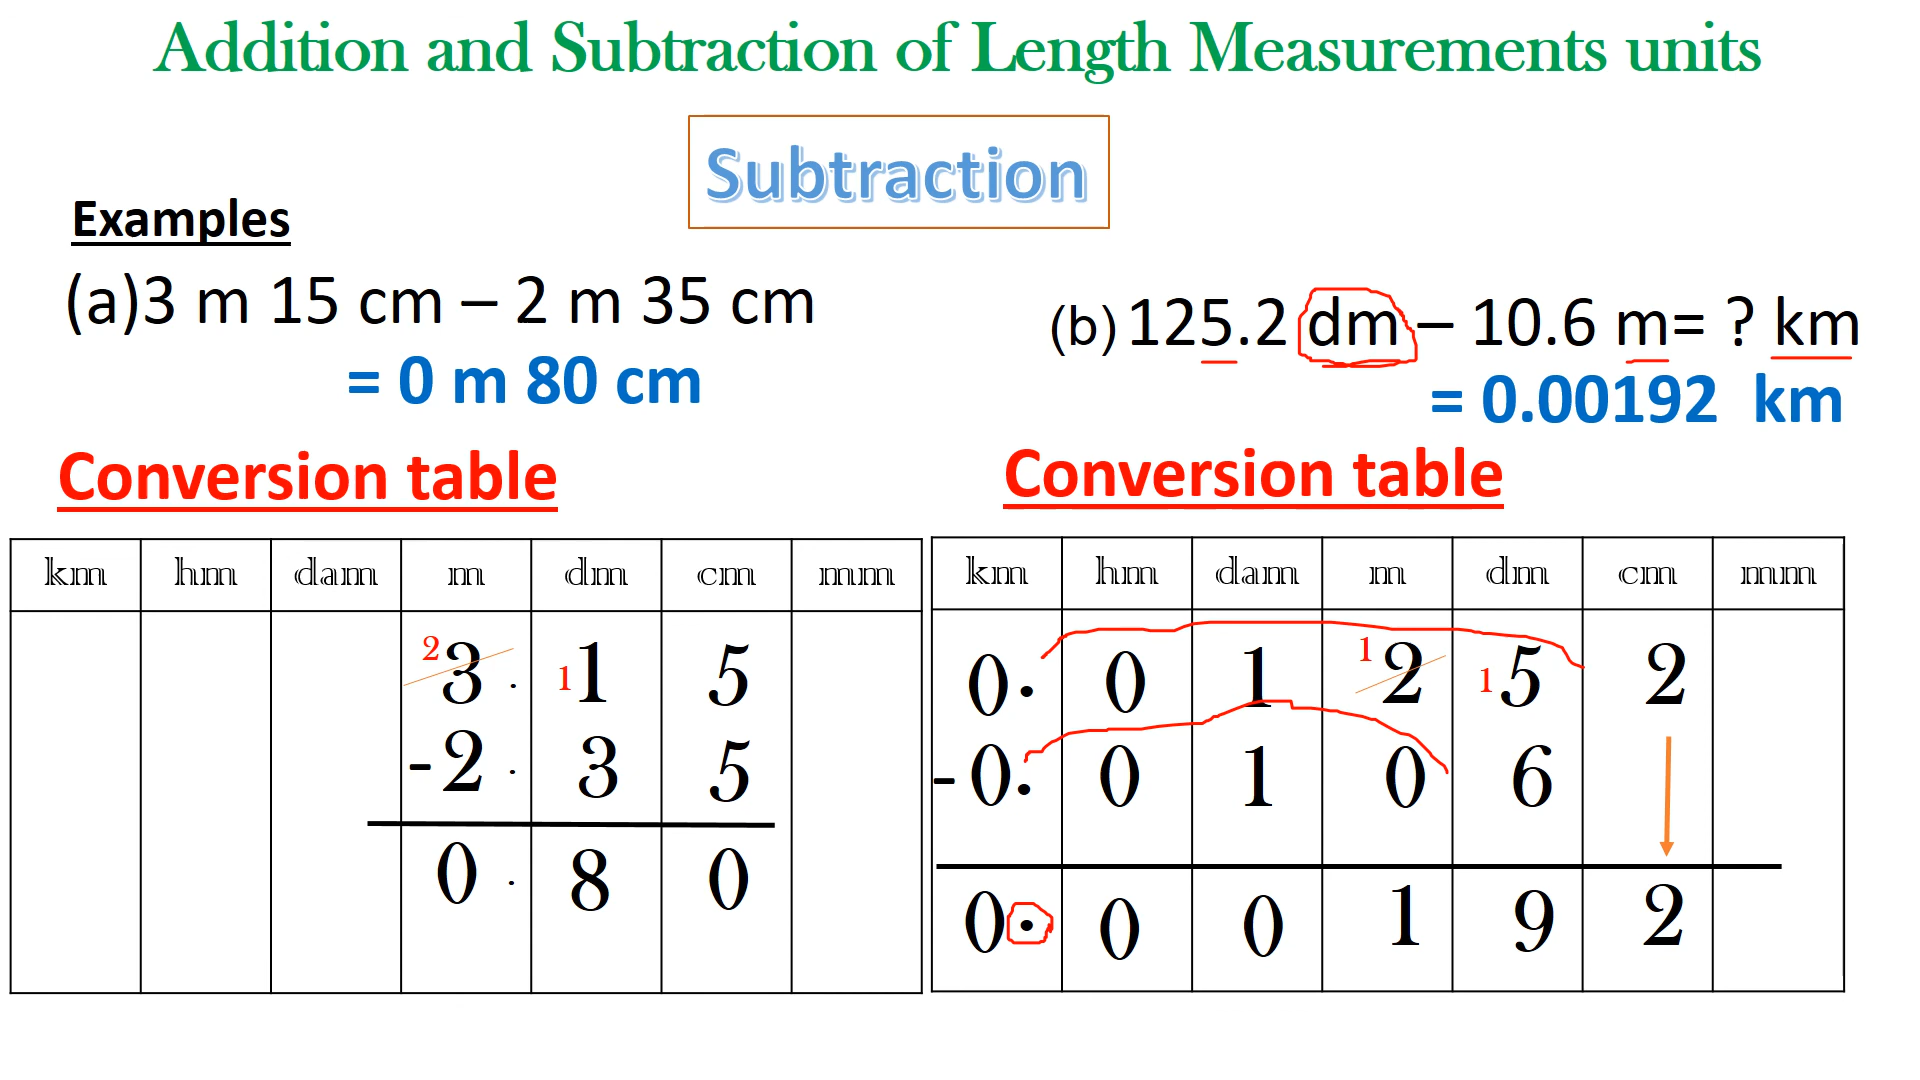 Addition and Subtraction of Length Measurements units
Subtraction
Examples
(a)3 m 15 cm – 2 m 35 cm
= 0 m 80 cm
Conversion table
km hm dam m dm cm mm
2 3 . 1 1 5
- 2 . 3 5
0 . 8 0
(b) 125.2 dm – 10.6 m= ? km
= 0.00192 km
Conversion table
km hm dam m dm cm mm
0. 0 1 1 2 1 5 2
- 0. 0 1 0 6
0. 0 0 1 9 2